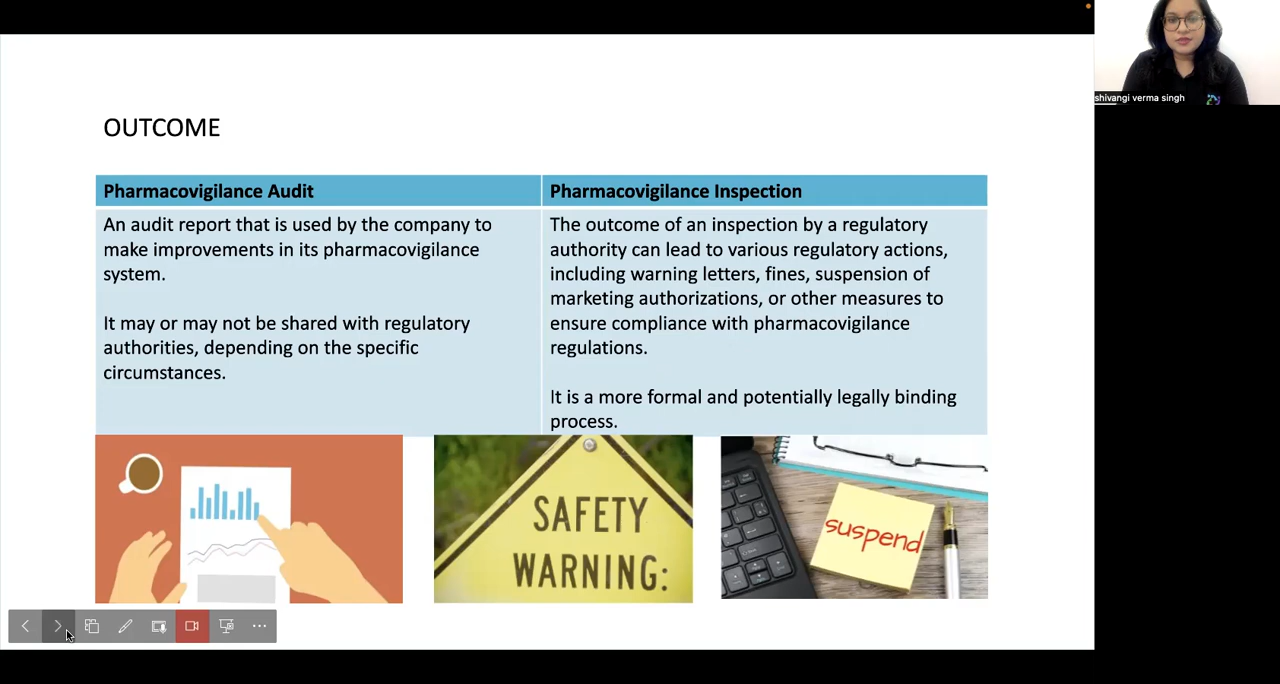 shivangi verma singh
OUTCOME
Pharmacovigilance Audit
An audit report that is used by the company to
make improvements in its pharmacovigilance
system.
It may or may not be shared with regulatory
authorities, depending on the specific
circumstances.
Pharmacovigilance Inspection
The outcome of an inspection by a regulatory
authority can lead to various regulatory actions,
including warning letters, fines, suspension of
marketing authorizations, or other measures to
ensure compliance with pharmacovigilance
regulations.
It is a more formal and potentially legally binding
process.
SAFETY
WARNING:
suspend